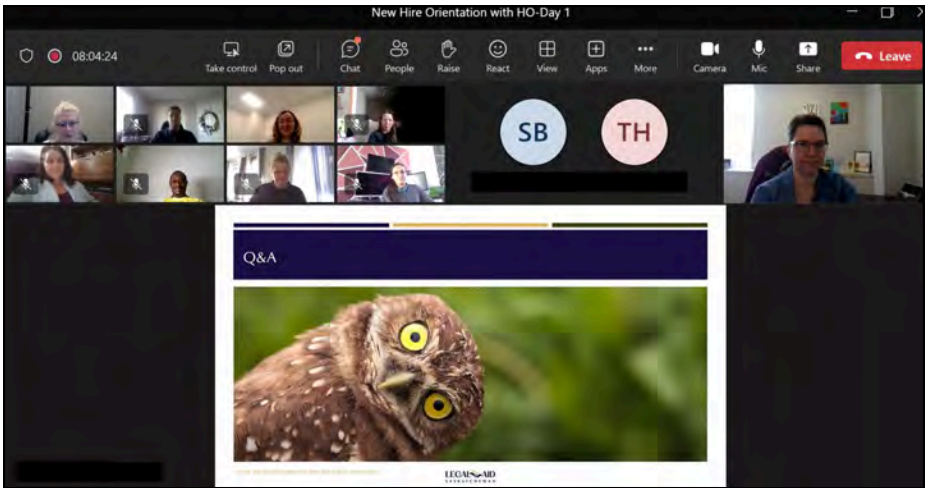 New Hire Orientation with HO-Day 1
08:04:24
Take control
Pop out
Chat
People
Raise
React
View
Apps
More
Camera
Mic
Share
Leave
SB
TH
Q&A
LEGAL AID
SASKATCHEWAN